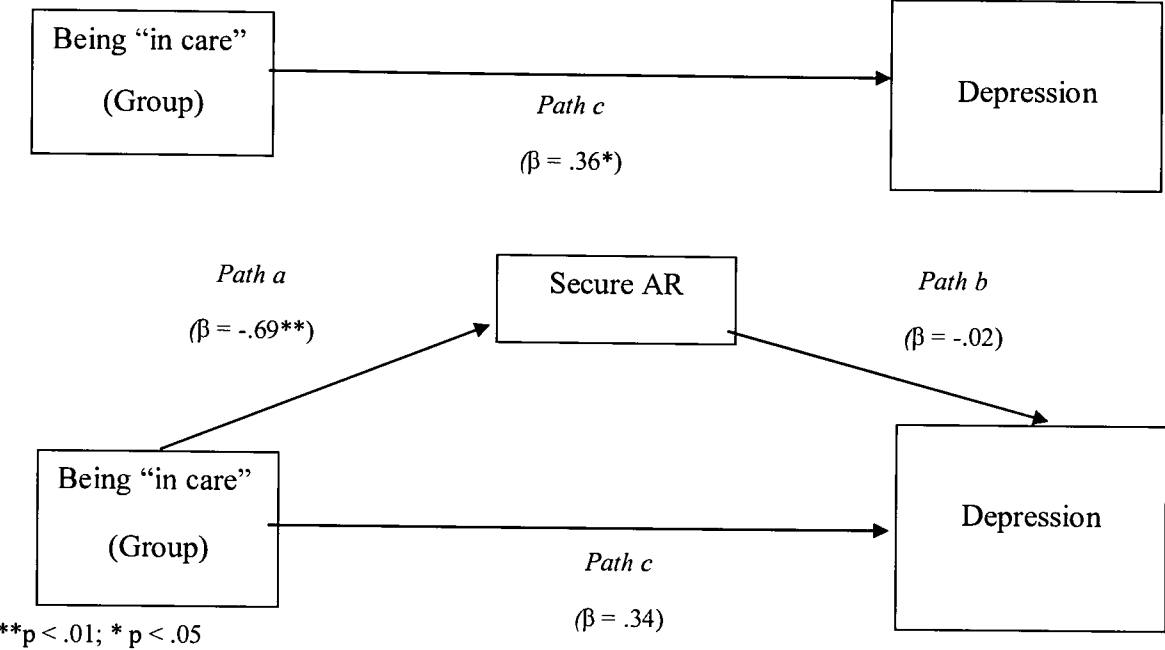 Being “in care”
(Group)
Path c
(β = .36*)
Depression
Path a
(β = -.69**)
Secure AR
Path b
(β = -.02)
Being “in care”
(Group)
Path c
(β = .34)
Depression
**p < .01; * p < .05